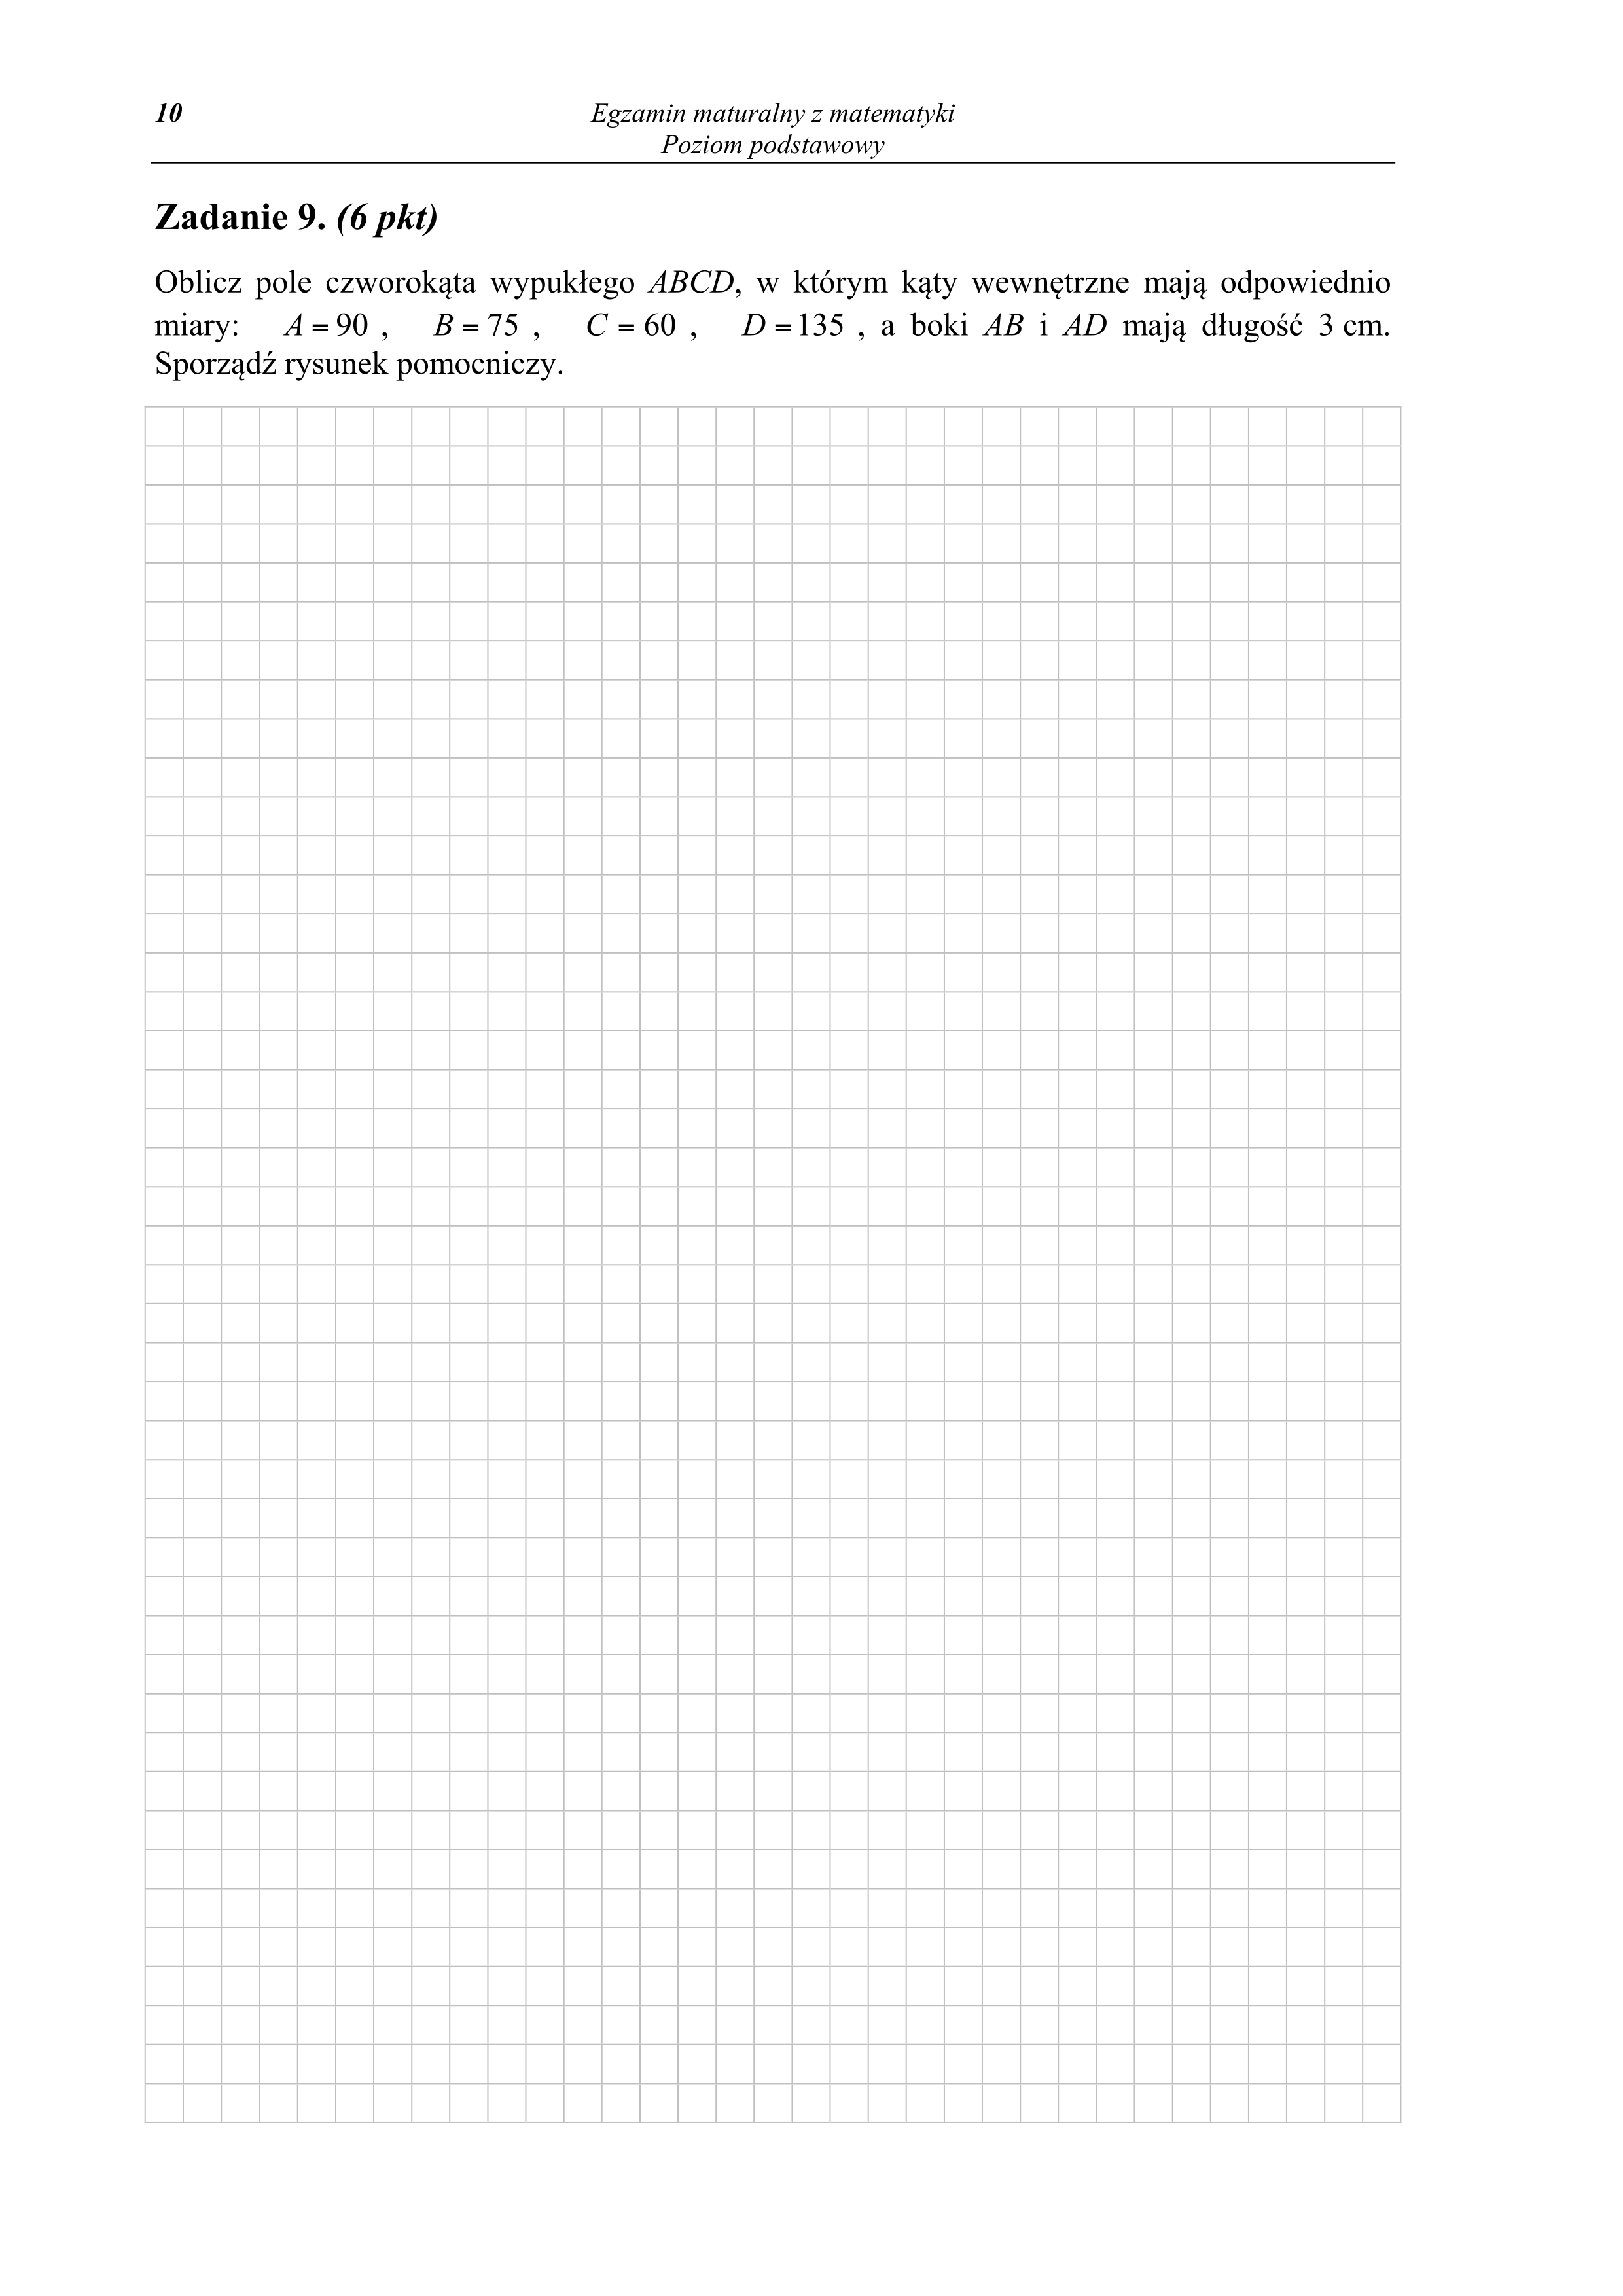 10
Egzamin maturalny z matematyki
Poziom podstawowy
Zadanie 9. (6 pkt)
Oblicz pole czworokąta wypukłego ABCD, w którym kąty wewnętrzne mają odpowiednio
miary: A = 90 , B = 75 , C = 60 , D = 135 , a boki AB i AD mają długość 3 cm.
Sporządź rysunek pomocniczy.